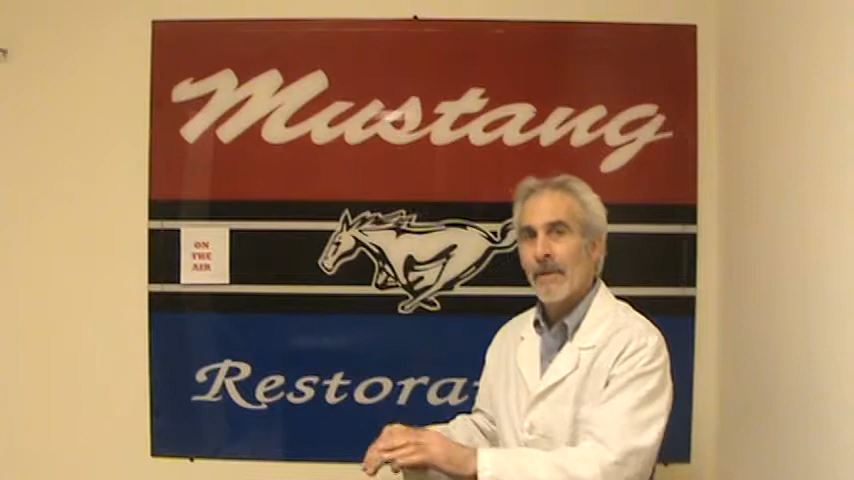 Mustang
ON
THE
AIR
Restora